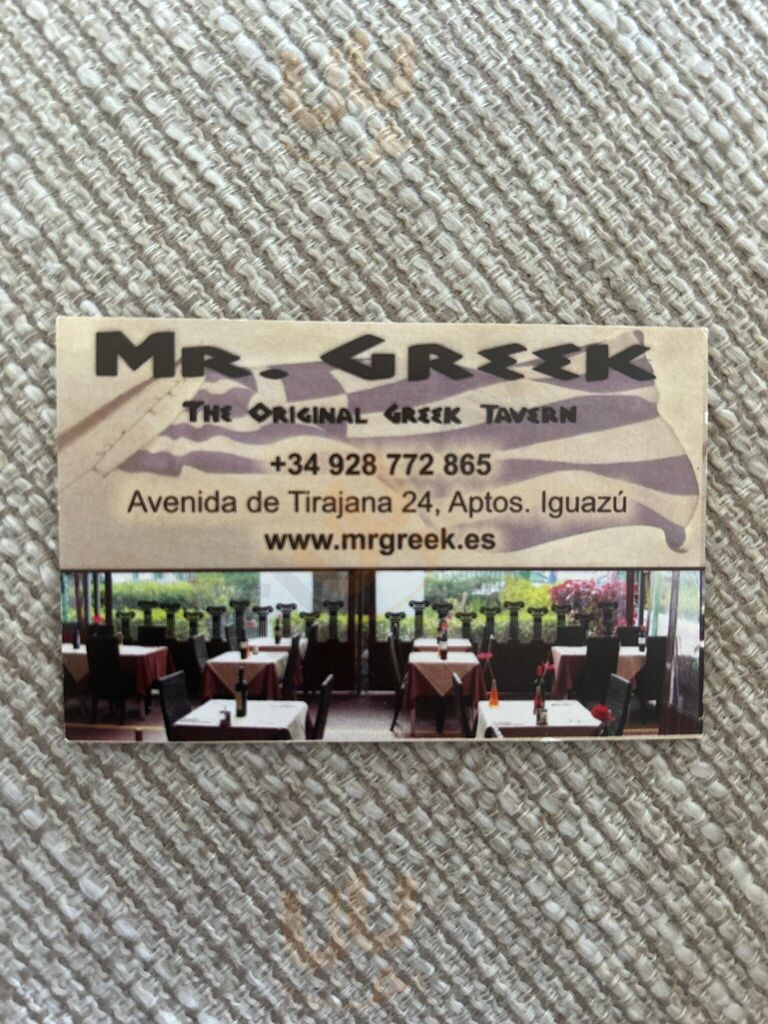 MR. GREEK
THE ORIGINAL GREEK TAVERN
+34 928 772 865
Avenida de Tirajana 24, Aptos. Iguazú
www.mrgreek.es